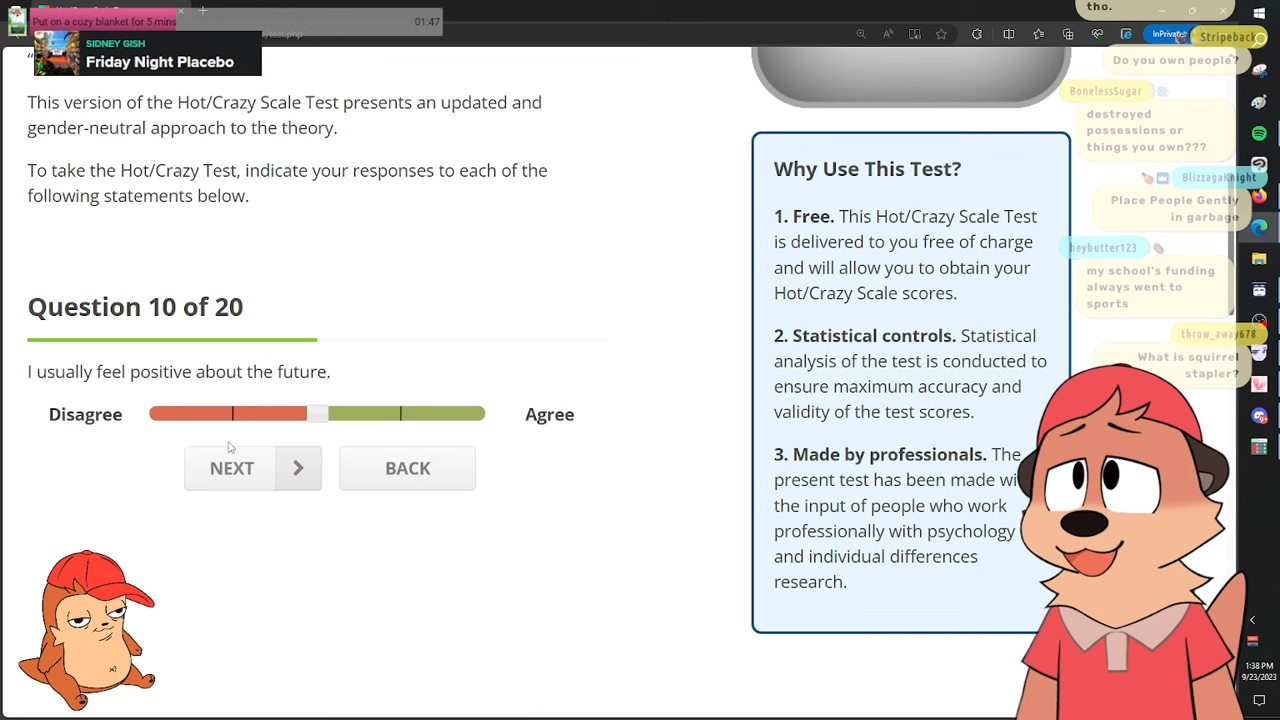 Put on a cozy blanket for 5 mins
01:47
/test.php
InPrivate
SIDNEY GISH
Friday Night Placebo
This version of the Hot/Crazy Scale Test presents an updated and
gender-neutral approach to the theory.
To take the Hot/Crazy Test, indicate your responses to each of the
following statements below.
Question 10 of 20
I usually feel positive about the future.
Disagree
Agree
NEXT
BACK
Why Use This Test?
1. Free. This Hot/Crazy Scale Test
is delivered to you free of charge
and will allow you to obtain your
Hot/Crazy Scale scores.
2. Statistical controls. Statistical
analysis of the test is conducted to
ensure maximum accuracy and
validity of the test scores.
3. Made by professionals. The
present test has been made wi
the input of people who work
professionally with psychology
and individual differences
research.
tho.
Stripeback
Do you own people?
BonelessSugar
destroyed
possessions or
things you own???
BlizzagaKnight
Place People Gently
in garbage
heybutter123
my school's funding
always went to
sports
throw_away678
What is squirrel
stapler?
1:38 PM
9/23/2023